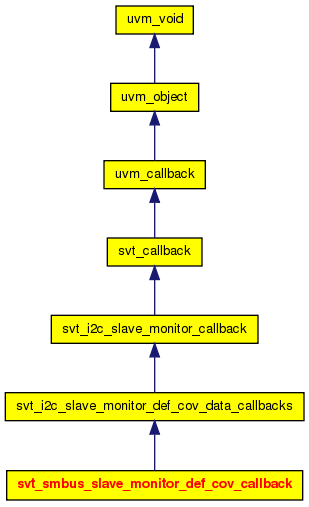 uvm_void
uvm_object
uvm_callback
svt_callback
svt_i2c_slave_monitor_callback
svt_i2c_slave_monitor_def_cov_data_callbacks
svt_smbus_slave_monitor_def_cov_callback